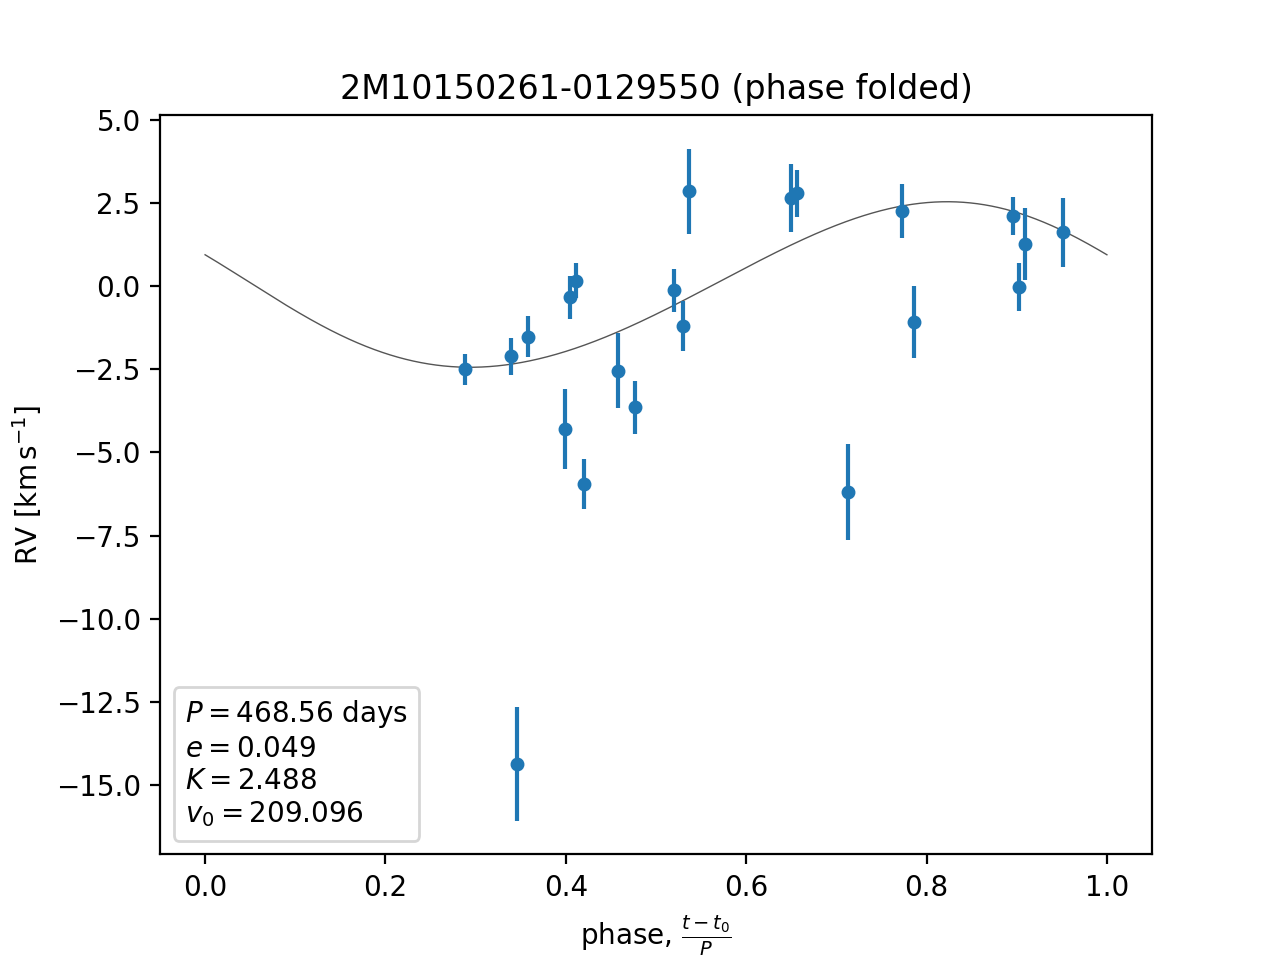 2M10150261-0129550 (phase folded)
RV [km s⁻¹]
5.0
2.5
0.0
−2.5
−5.0
−7.5
−10.0
−12.5
−15.0
P = 468.56 days
e = 0.049
K = 2.488
v₀ = 209.096
0.0 0.2 0.4 0.6 0.8 1.0
phase, (t − t₀)/P